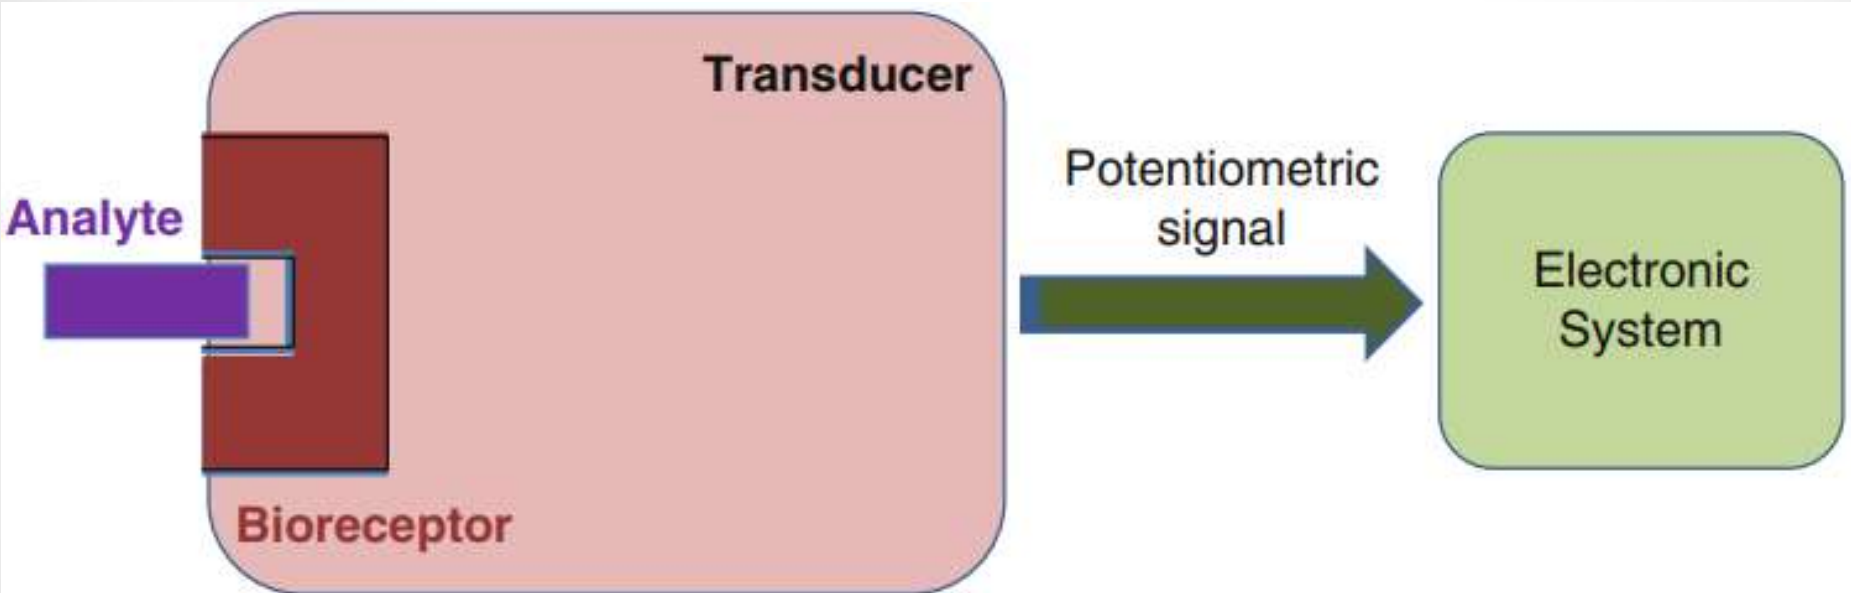 Transducer
Potentiometric
signal
Analyte
Electronic
System
Bioreceptor